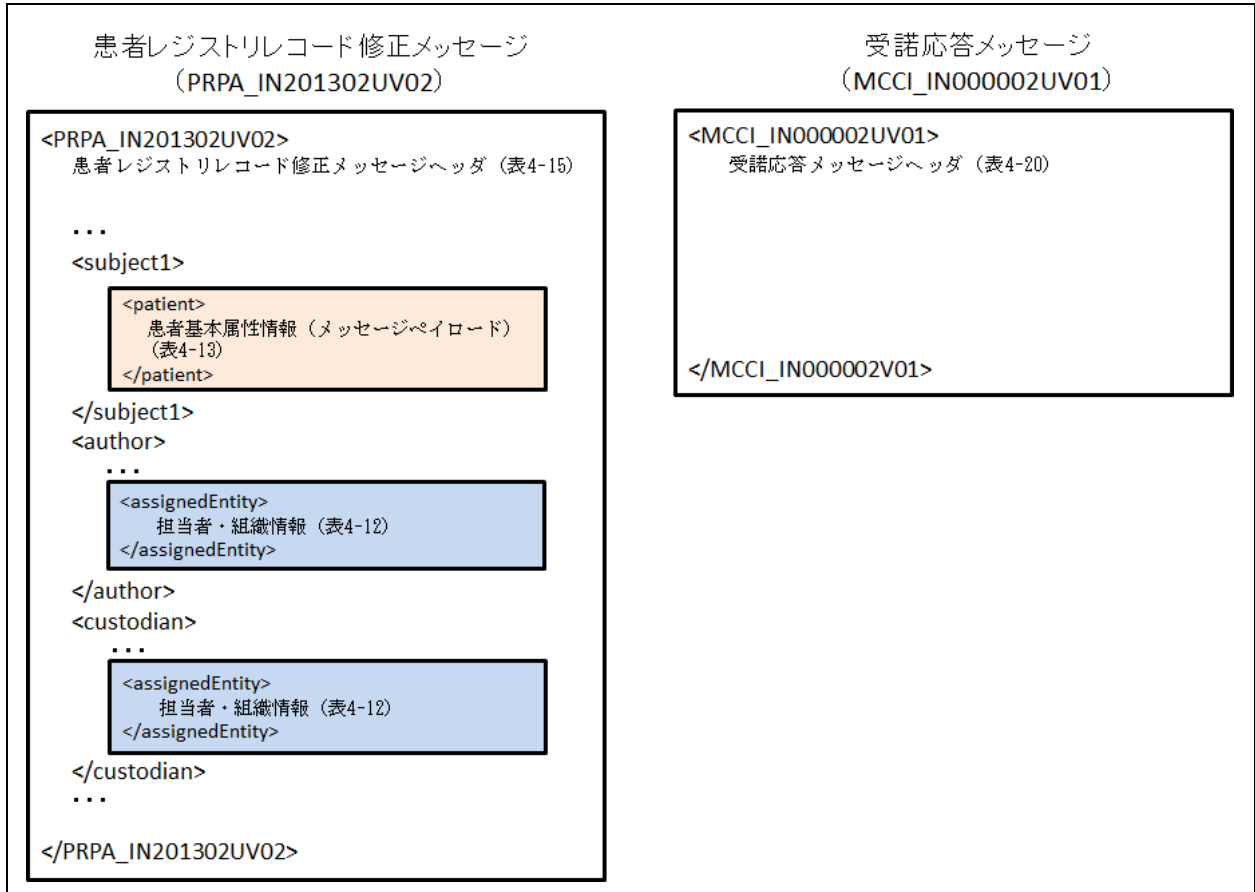 患者レジストリレコード修正メッセージ
（PRPA_IN201302UV02）
<PRPA_IN201302UV02>
患者レジストリレコード修正メッセージヘッダ（表4-15）
...
<subject1>
<patient>
患者基本属性情報（メッセージペイロード）
（表4-13）
</patient>
</subject1>
<author>
...
<assignedEntity>
担当者・組織情報（表4-12）
</assignedEntity>
</author>
<custodian>
...
<assignedEntity>
担当者・組織情報（表4-12）
</assignedEntity>
</custodian>
...
</PRPA_IN201302UV02>
受諾応答メッセージ
（MCCI_IN000002UV01）
<MCCI_IN000002UV01>
受諾応答メッセージヘッダ（表4-20）
</MCCI_IN000002V01>